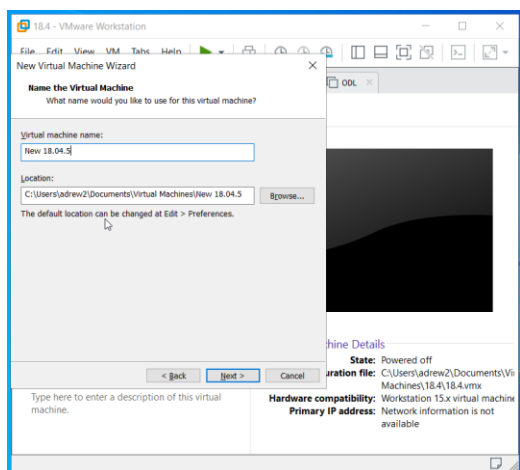 18.4 - VMware Workstation
File Edit View VM Tabs Help
New Virtual Machine Wizard
ODL
Name the Virtual Machine
What name would you like to use for this virtual machine?
Virtual machine name:
New 18.04.5
Location:
C:\Users\adrew2\Documents\Virtual Machines\New 18.04.5
Browse...
The default location can be changed at Edit > Preferences.
< Back
Next >
Cancel
hine Details
State: Powered off
uration file: C:\Users\adrew2\Documents\Vi
Machines\18.4\18.4.vmx
Hardware compatibility: Workstation 15.x virtual machine
Primary IP address: Network information is not
available
Type here to enter a description of this virtual
machine.